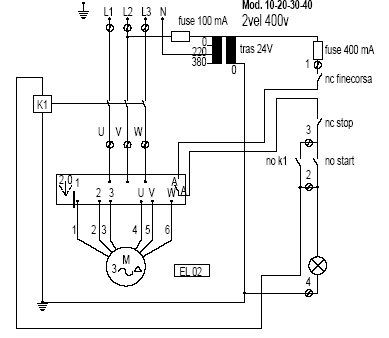 Mod. 10-20-30-40
2vel 400v
L1 L2 L3 N
fuse 100 mA
0
220
380
tras 24V
0
fuse 400 mA
1
nc finecorsa
K1
U V W
nc stop
3
no k1
no start
2
2,0 1
2 3 U V W
A
A
1 2 3 4 5 6
M
3
EL 02
4